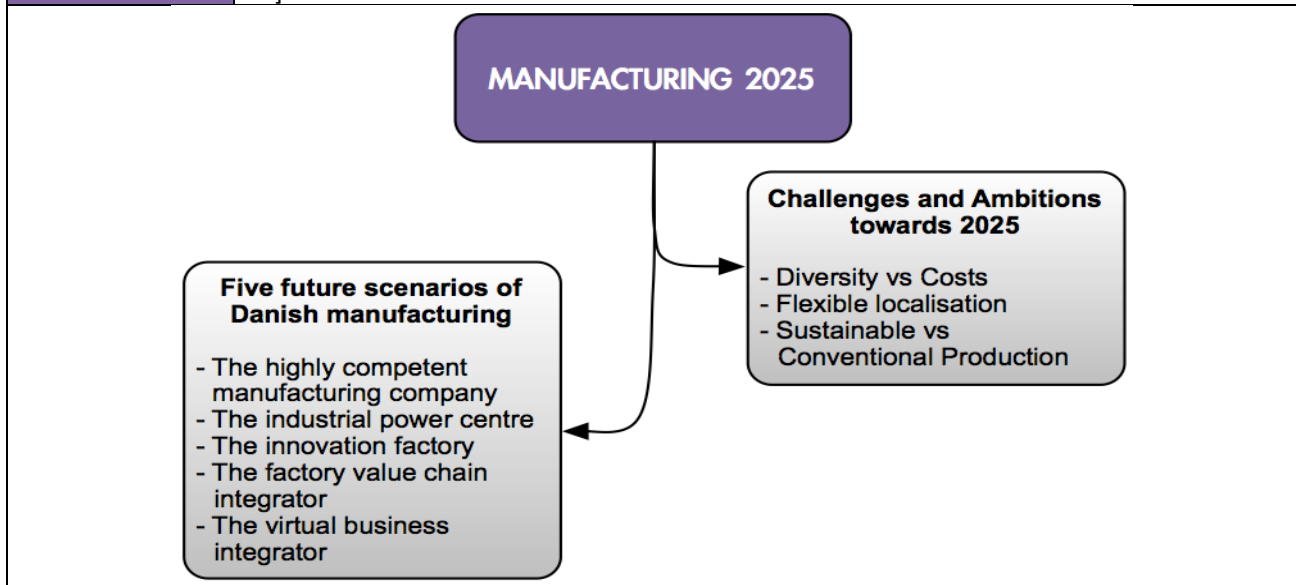 MANUFACTURING 2025
Challenges and Ambitions
towards 2025
- Diversity vs Costs
- Flexible localisation
- Sustainable vs
Conventional Production
Five future scenarios of
Danish manufacturing
- The highly competent
manufacturing company
- The industrial power centre
- The innovation factory
- The factory value chain
integrator
- The virtual business
integrator